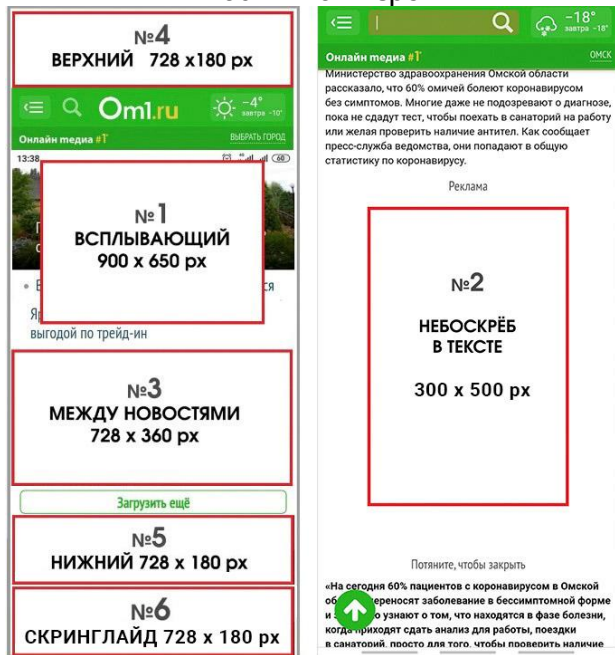 №4
ВЕРХНИЙ 728 x180 px
Om1.ru
-4°
завтра -10°
Онлайн медиа #1
ВЫБРАТЬ ГОРОД
13:38
60
№1
ВСПЛЫВАЮЩИЙ
900 x 650 px
выгодой по трейд-ин
№3
МЕЖДУ НОВОСТЯМИ
728 x 360 px
Загрузить ещё
№5
НИЖНИЙ 728 x 180 px
№6
СКРИНГЛАЙД 728 x 180 px
-18°
завтра -18°
Онлайн медиа #1
ОМСК
Министерство здравоохранения Омской области
рассказало, что 60% омичей болеют коронавирусом
без симптомов. Многие даже не подозревают о диагнозе,
пока не сдадут тест, чтобы поехать в санаторий на работу
или желая проверить наличие антител. Как сообщает
пресс-служба ведомства, они попадают в общую
статистику по коронавирусу.
Реклама
№2
НЕБОСКРЁБ
В ТЕКСТЕ
300 x 500 px
Потяните, чтобы закрыть
«На сегодня 60% пациентов с коронавирусом в Омской
переносят заболевание в бессимптомной форме
и узнают о том, что находятся в фазе болезни,
когда приходят сдать анализ для работы, поездки
в санаторий, просто для того, чтобы проверить наличие